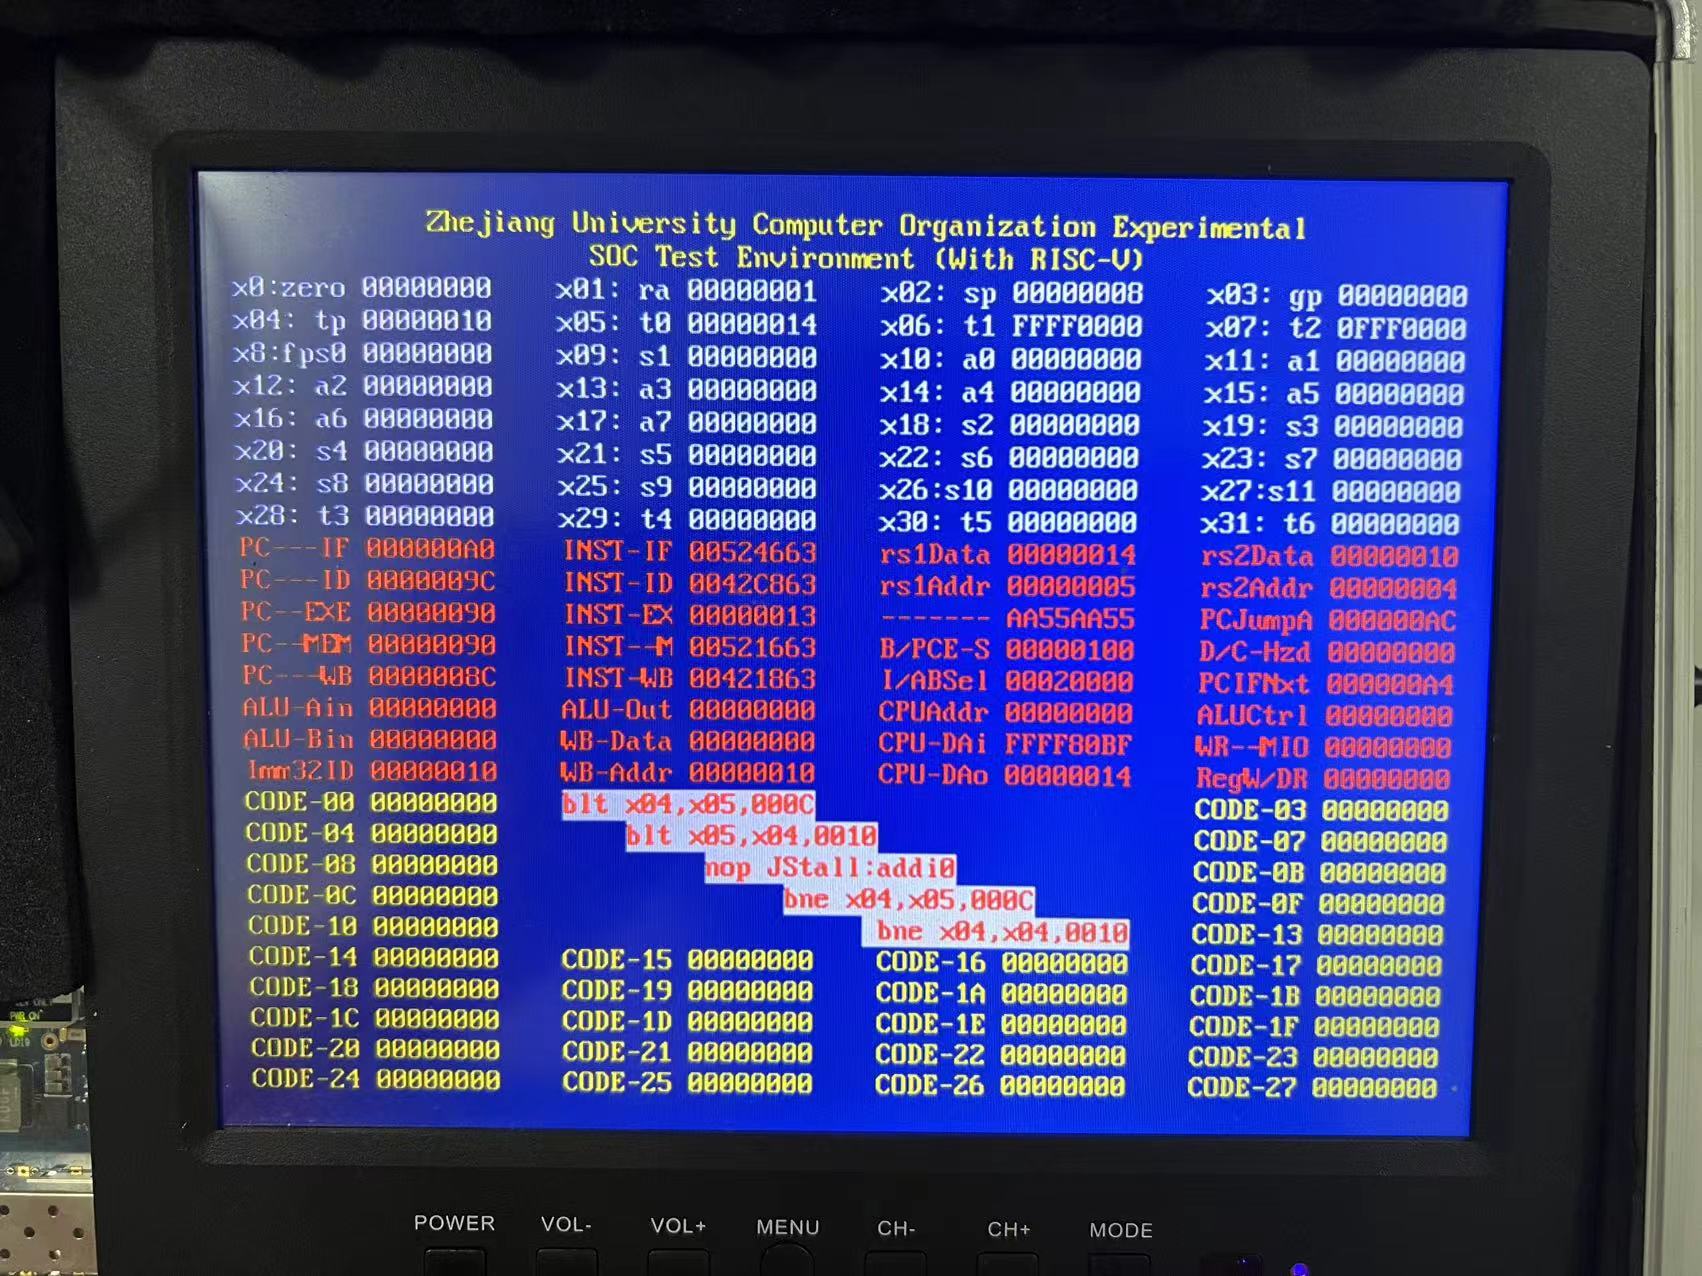 Zhejiang University Computer Organization Experimental
SOC Test Environment (With RISC-V)
x0:zero 00000000 x01: ra 00000001 x02: sp 00000008 x03: gp 00000000
x04: tp 00000010 x05: t0 00000014 x06: t1 FFFF0000 x07: t2 0FFF0000
x8:fps0 00000000 x09: s1 00000000 x10: a0 00000000 x11: a1 00000000
x12: a2 00000000 x13: a3 00000000 x14: a4 00000000 x15: a5 00000000
x16: a6 00000000 x17: a7 00000000 x18: s2 00000000 x19: s3 00000000
x20: s4 00000000 x21: s5 00000000 x22: s6 00000000 x23: s7 00000000
x24: s8 00000000 x25: s9 00000000 x26:s10 00000000 x27:s11 00000000
x28: t3 00000000 x29: t4 00000000 x30: t5 00000000 x31: t6 00000000
PC---IF 000000A0 INST-IF 00524663 rs1Data 00000014 rs2Data 00000010
PC---ID 0000009C INST-ID 0042C863 rs1Addr 00000005 rs2Addr 00000004
PC--EXE 00000090 INST-EX 00000013 ------- AA55AA55 PCJumpA 000000AC
PC--MEM 00000090 INST--M 00521663 B/PCE-S 00000100 D/C-Hzd 00000000
PC---WB 0000008C INST-WB 00421863 I/ABSel 00020000 PCIFNxt 000000A4
ALU-Ain 00000000 ALU-Out 00000000 CPUAddr 00000000 ALUCtrl 00000000
ALU-Bin 00000000 WB-Data 00000000 CPU-DAi FFFF80BF WR--MIO 00000000
Imm32ID 00000010 WB-Addr 00000010 CPU-DAo 00000014 RegW/DR 00000000
CODE-00 00000000 blt x04,x05,000C CODE-03 00000000
CODE-04 00000000 blt x05,x04,0010 CODE-07 00000000
CODE-08 00000000 nop JStall:addi0 CODE-0B 00000000
CODE-0C 00000000 bne x04,x05,000C CODE-0F 00000000
CODE-10 00000000 bne x04,x04,0010 CODE-13 00000000
CODE-14 00000000 CODE-15 00000000 CODE-16 00000000 CODE-17 00000000
CODE-18 00000000 CODE-19 00000000 CODE-1A 00000000 CODE-1B 00000000
CODE-1C 00000000 CODE-1D 00000000 CODE-1E 00000000 CODE-1F 00000000
CODE-20 00000000 CODE-21 00000000 CODE-22 00000000 CODE-23 00000000
CODE-24 00000000 CODE-25 00000000 CODE-26 00000000 CODE-27 00000000
PWR ON
LD19
POWER VOL- VOL+ MENU CH- CH+ MODE